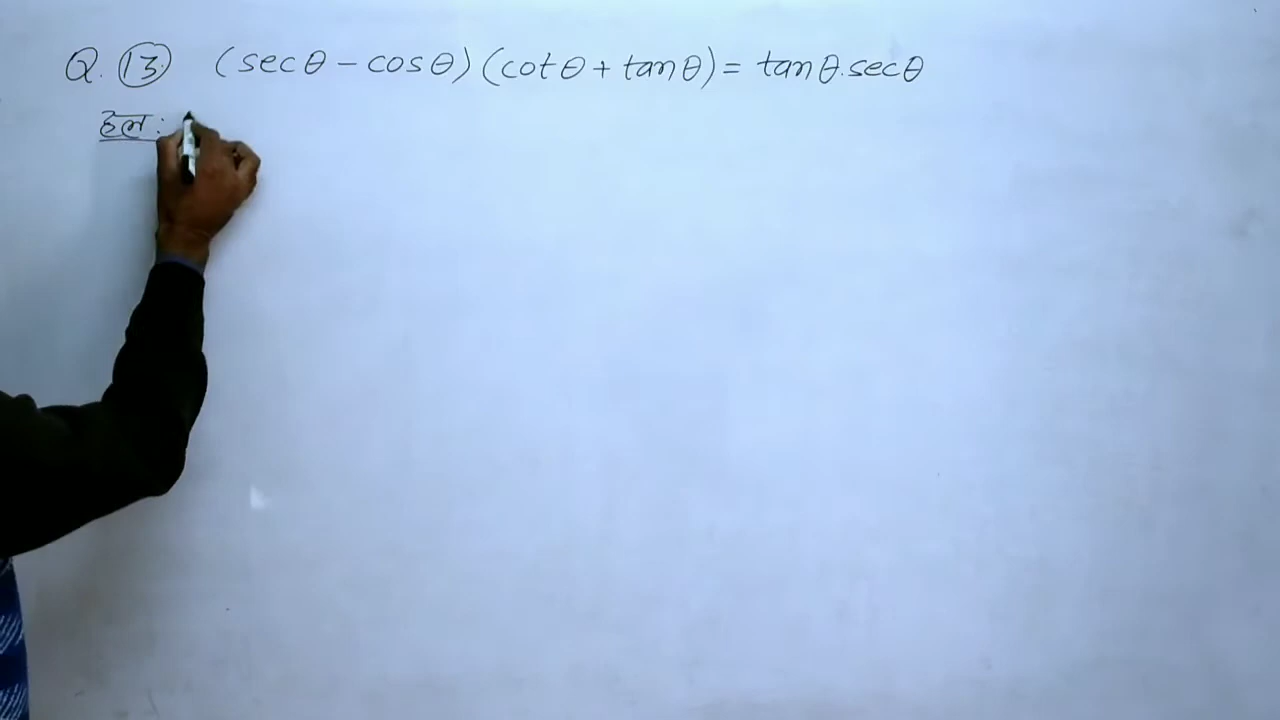 Q. 13. (secθ - cosθ) (cotθ + tanθ) = tanθ.secθ
हल: